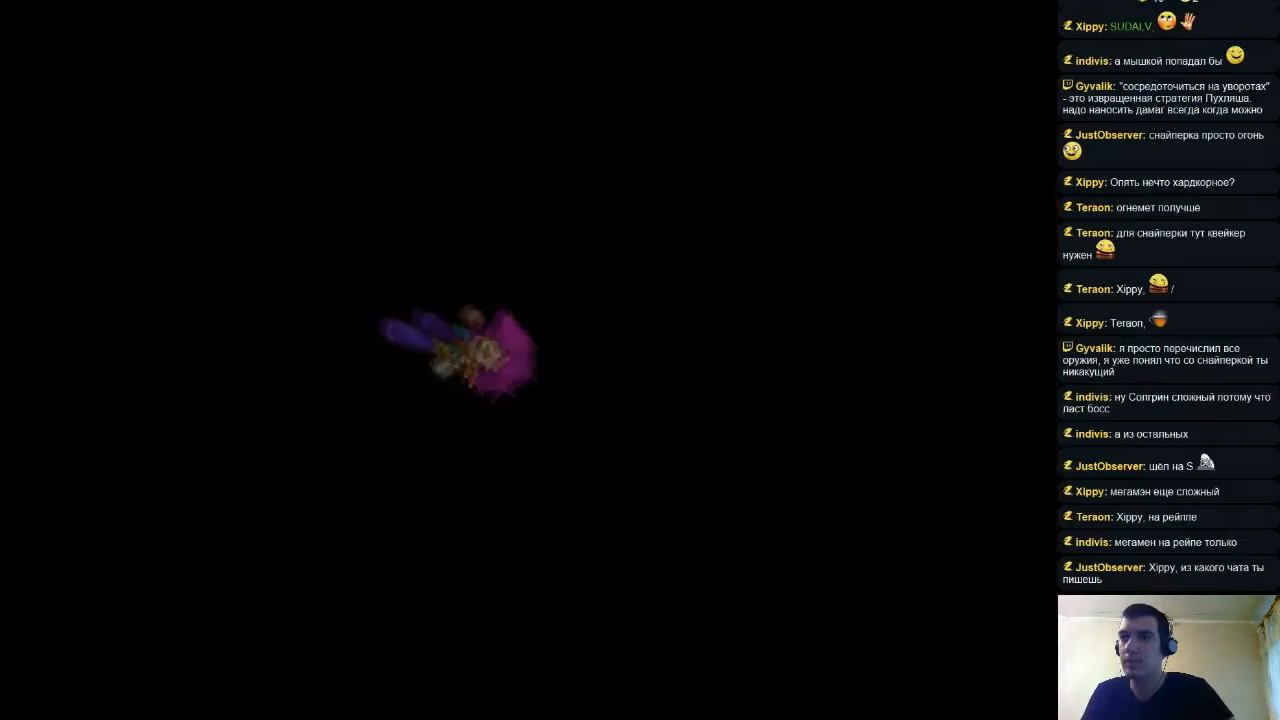 Xippy: SUDALV,
indivis: а мышкой попадал бы
Gyvalik: "сосредоточиться на уворотах"
- это извращенная стратегия Пухляша.
надо наносить дамаг всегда когда можно
JustObserver: снайперка просто огонь
Xippy: Опять нечто хардкорное?
Teraon: огнемет получше
Teraon: для снайперки тут квейкер
нужен
Teraon: Xippy, /
Xippy: Teraon,
Gyvalik: я просто перечислил все
оружия, я уже понял что со снайперкой ты
никакущий
indivis: ну Солгрин сложный потому что
ласт босс
indivis: а из остальных
JustObserver: шёл на S
Xippy: мегамэн еще сложный
Teraon: Xippy, на рейппе
indivis: мегамен на рейпе только
JustObserver: Xippy, из какого чата ты
пишешь